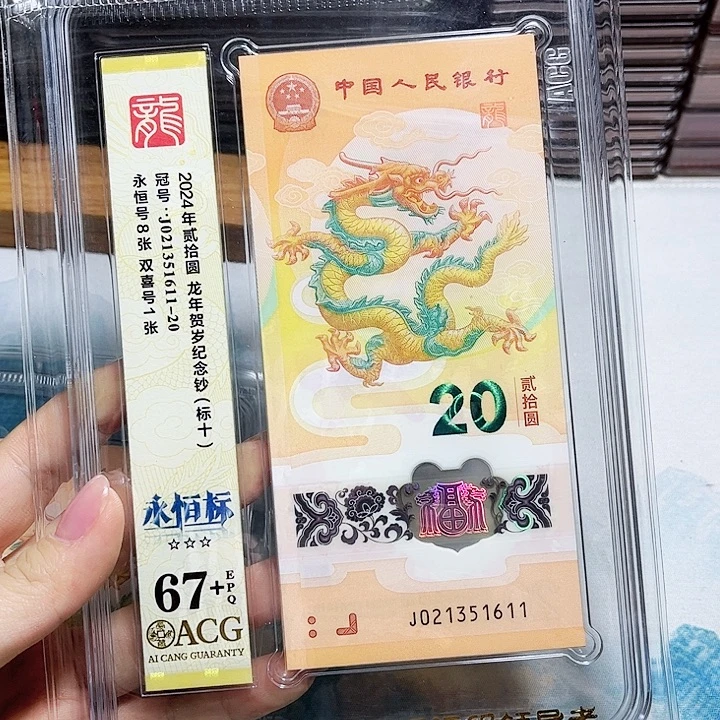 龍
2024年贰拾圆 龙年贺岁纪念钞(标十)
冠号·J021351611-20
永恒号8张 双喜号1张
永恒标
☆☆☆
67+
EPQ
ACG
AI CANG GUARANTY
中国人民银行
龍
20
贰拾圆
福
J021351611
ACG